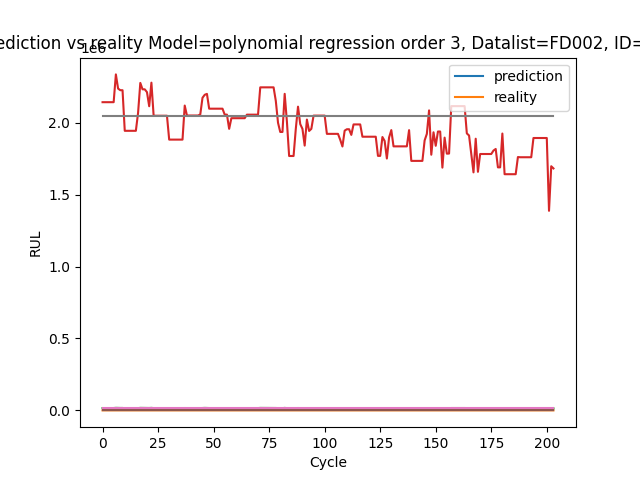 ediction vs reality Model=polynomial regression order 3, Datalist=FD002, ID=
1e6
prediction
reality
2.0
1.5
1.0
0.5
0.0
RUL
0 25 50 75 100 125 150 175 200
Cycle